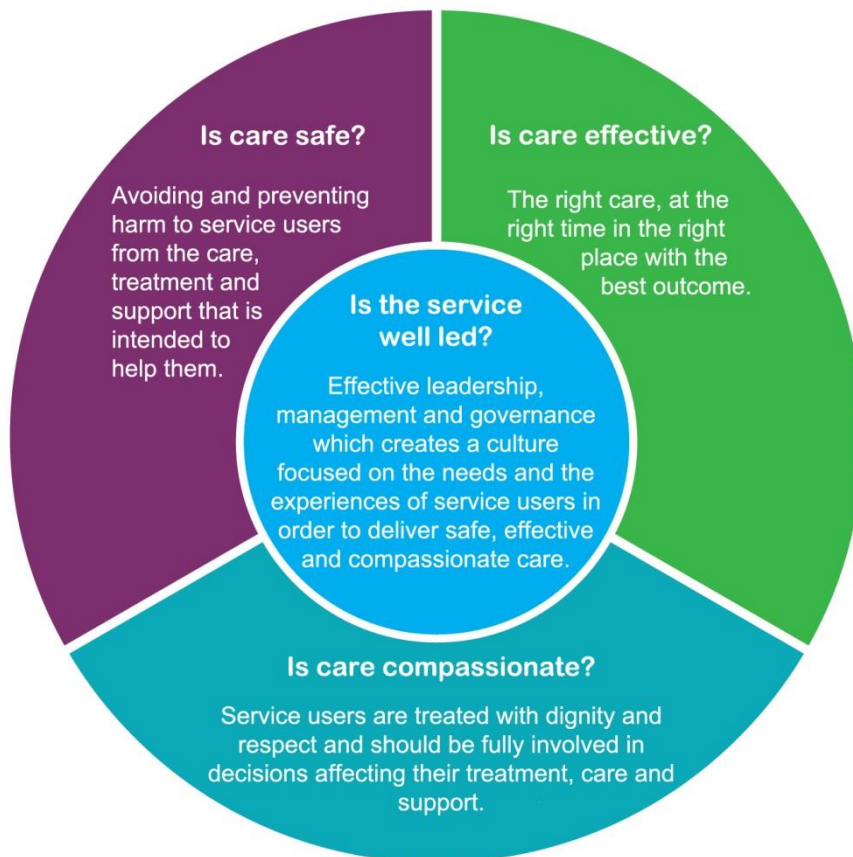 Is care safe?
Avoiding and preventing
harm to service users
from the care,
treatment and
support that is
intended to
help them.
Is care effective?
The right care, at the
right time in the right
place with the
best outcome.
Is the service
well led?
Effective leadership,
management and governance
which creates a culture
focused on the needs and the
experiences of service users in
order to deliver safe, effective
and compassionate care.
Is care compassionate?
Service users are treated with dignity and
respect and should be fully involved in
decisions affecting their treatment, care and
support.